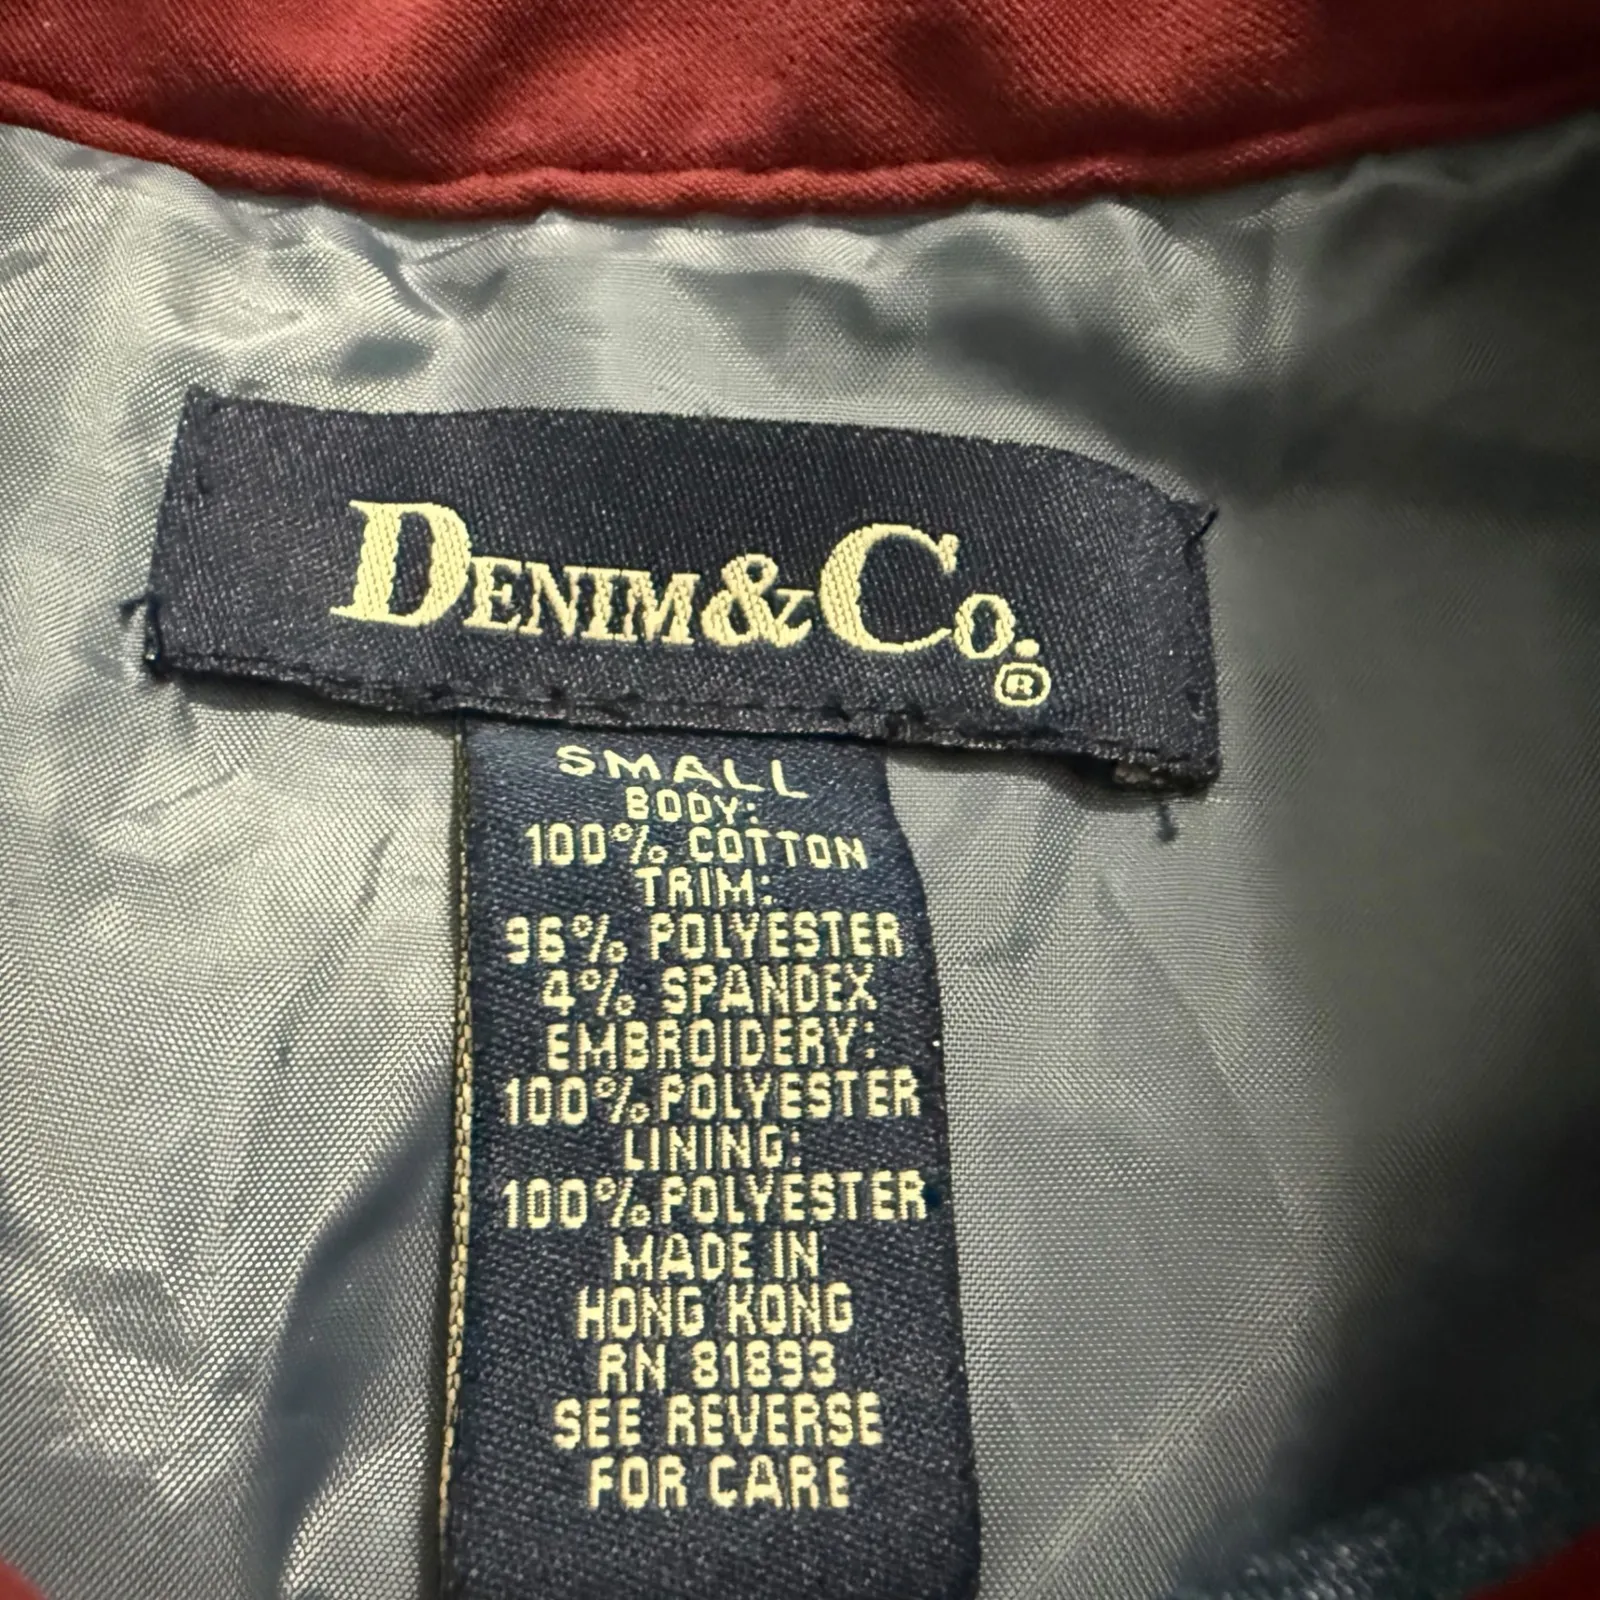 DENIM&CO.®
SMALL
BODY:
100% COTTON
TRIM:
96% POLYESTER
4% SPANDEX
EMBROIDERY:
100% POLYESTER
LINING:
100% POLYESTER
MADE IN
HONG KONG
RN 81893
SEE REVERSE
FOR CARE